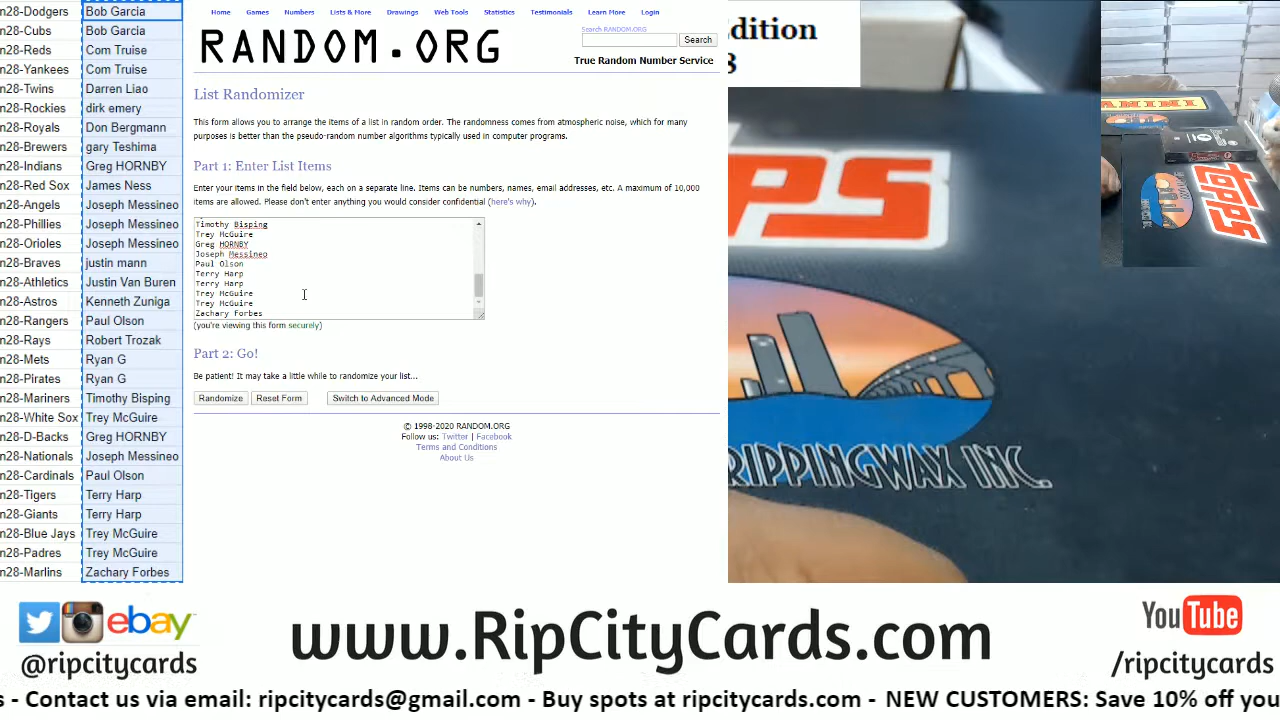 n28-Dodgers Bob Garcia
n28-Cubs Bob Garcia
n28-Reds Com Truise
n28-Yankees Com Truise
n28-Twins Darren Liao
n28-Rockies dirk emery
n28-Royals Don Bergmann
n28-Brewers gary Teshima
n28-Indians Greg HORNBY
n28-Red Sox James Ness
n28-Angels Joseph Messineo
n28-Phillies Joseph Messineo
n28-Orioles Joseph Messineo
n28-Braves justin mann
n28-Athletics Justin Van Buren
n28-Astros Kenneth Zuniga
n28-Rangers Paul Olson
n28-Rays Robert Trozak
n28-Mets Ryan G
n28-Pirates Ryan G
n28-Mariners Timothy Bisping
n28-White Sox Trey McGuire
n28-D-Backs Greg HORNBY
n28-Nationals Joseph Messineo
n28-Cardinals Paul Olson
n28-Tigers Terry Harp
n28-Giants Terry Harp
n28-Blue Jays Trey McGuire
n28-Padres Trey McGuire
n28-Marlins Zachary Forbes
Home Games Numbers Lists & More Drawings Web Tools Statistics Testimonials Learn More Login
RANDOM.ORG
Search RANDOM.ORG
Search
True Random Number Service
List Randomizer
This form allows you to arrange the items of a list in random order. The randomness comes from atmospheric noise, which for many
purposes is better than the pseudo-random number algorithms typically used in computer programs.
Part 1: Enter List Items
Enter your items in the field below, each on a separate line. Items can be numbers, names, email addresses, etc. A maximum of 10,000
items are allowed. Please don't enter anything you would consider confidential (here's why).
Timothy Bisping
Trey McGuire
Greg HORNBY
Joseph Messineo
Paul Olson
Terry Harp
Terry Harp
Trey McGuire
Trey McGuire
Zachary Forbes
(you're viewing this form securely)
Part 2: Go!
Be patient! It may take a little while to randomize your list...
Randomize Reset Form Switch to Advanced Mode
© 1998-2020 RANDOM.ORG
Follow us: Twitter | Facebook
Terms and Conditions
About Us
dition
3
PS
RIPPINGWAX INC.
PANINI
TOPPS
ebay
@ripcitycards
www.RipCityCards.com
YouTube
/ripcitycards
s - Contact us via email: ripcitycards@gmail.com - Buy spots at ripcitycards.com - NEW CUSTOMERS: Save 10% off you